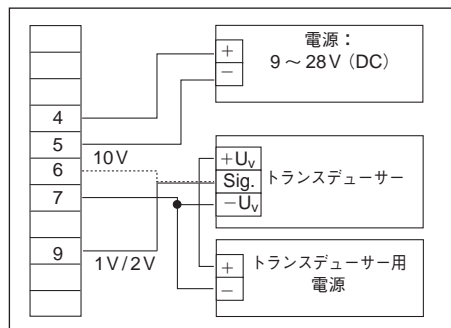 4
5
6
7
9
10V
1V/2V
+
−
電源：
9～28V（DC）
+Uv
Sig.
−Uv
トランスデューサー
+
−
トランスデューサー用
電源